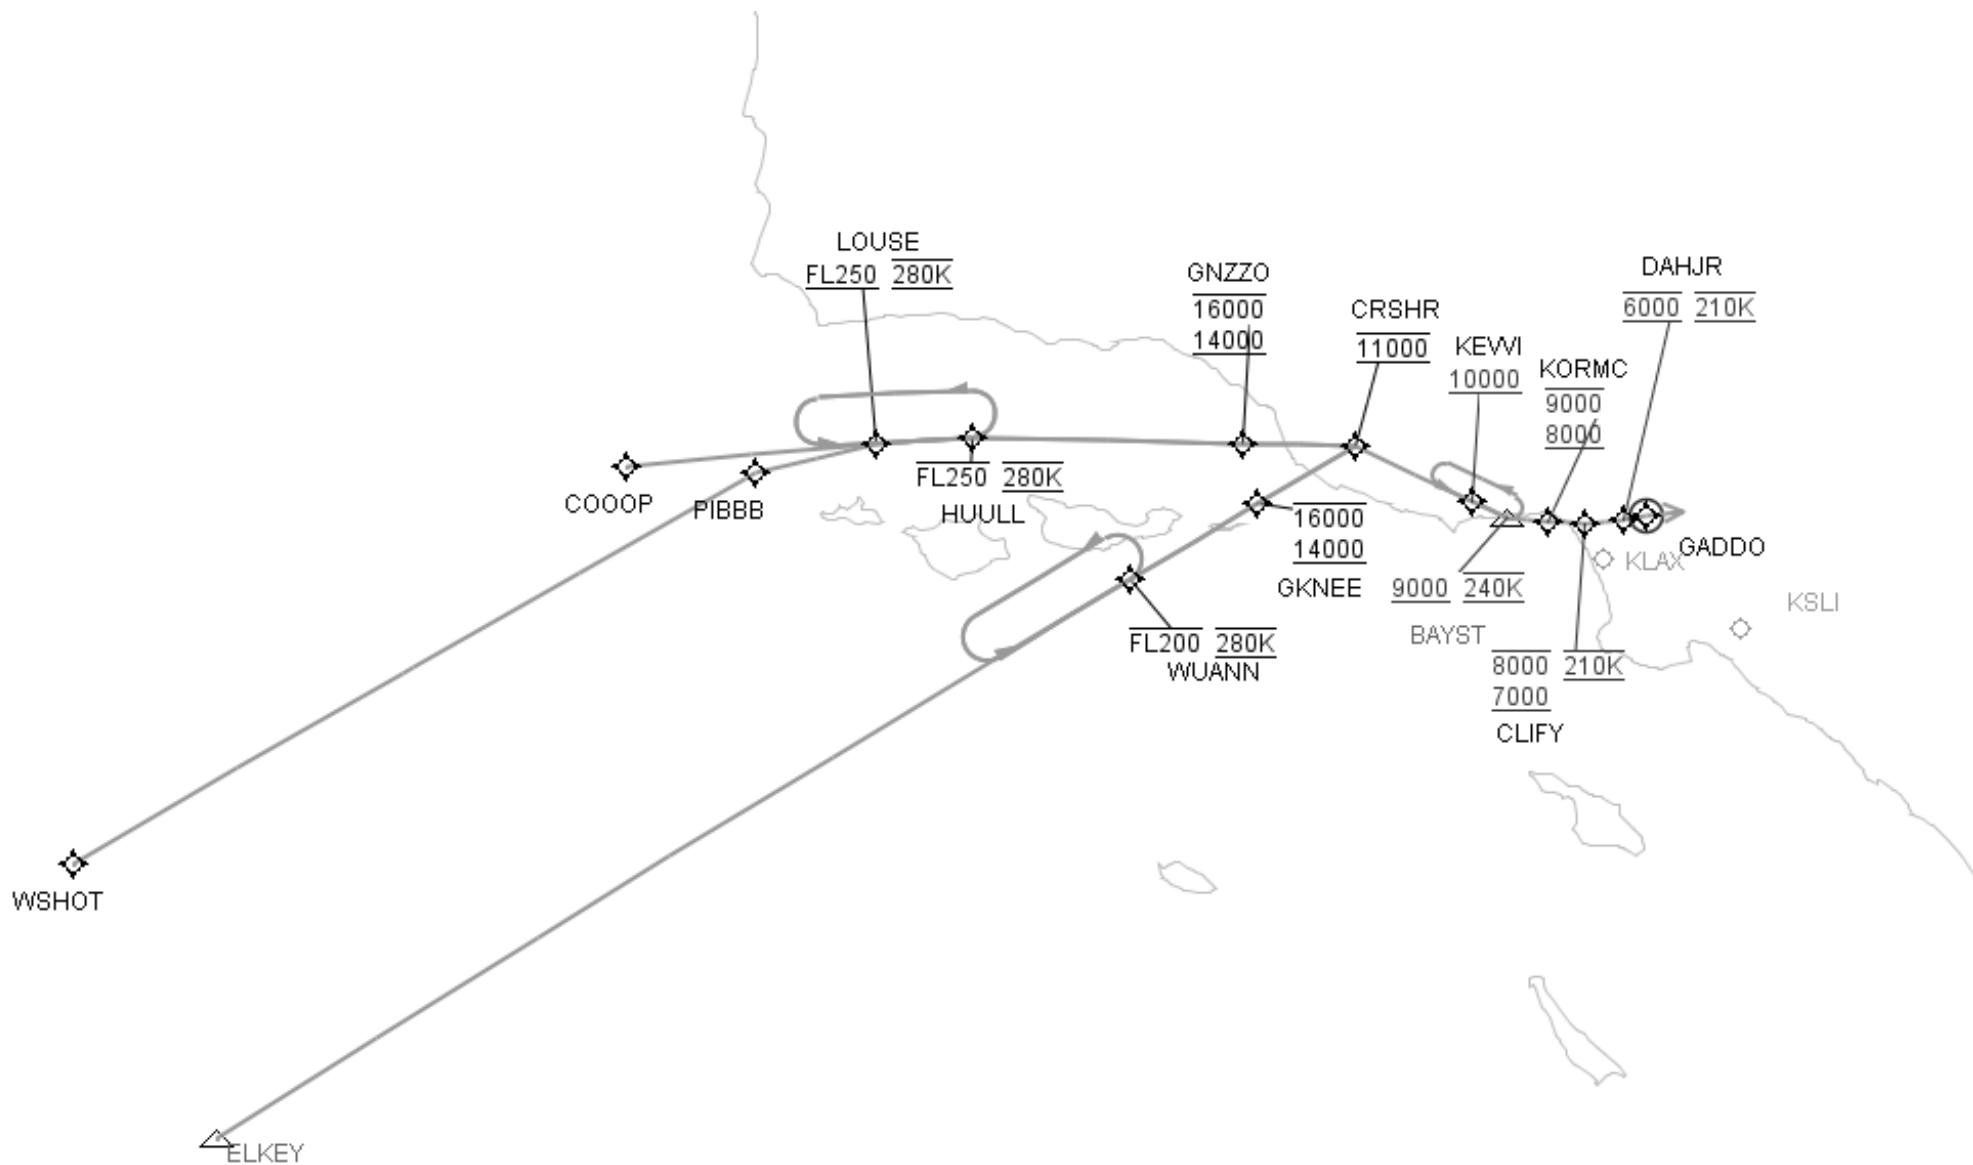 LOUSE
FL250 280K
GNZZO
16000
14000
CRSHR
11000
DAHJR
6000 210K
KEVVI
10000
KORMC
9000
8000
COOOP
PIBBB
FL250 280K
HUULL
16000
14000
GKNEE
GADDO
KLAX
9000 240K
BAYST
KSLI
FL200 280K
WUANN
8000 210K
7000
CLIFY
WSHOT
ELKEY